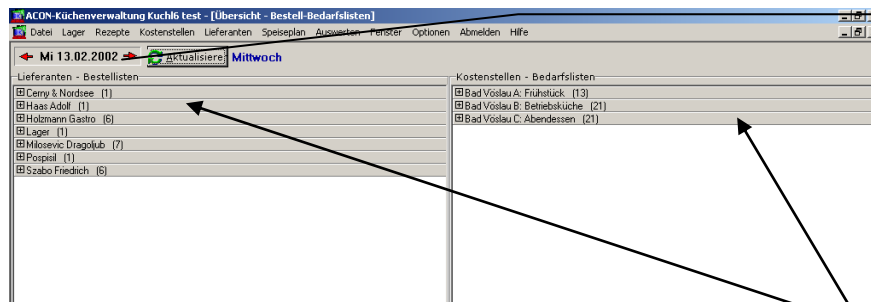 ACON-Küchenverwaltung Kuchl6 test - [Übersicht - Bestell-Bedarfslisten]
Datei Lager Rezepte Kostenstellen Lieferanten Speiseplan Auswerten Fenster Optionen Abmelden Hilfe
Mi 13.02.2002 Aktualisiere Mittwoch
Lieferanten - Bestellisten
Cerny & Nordsee (1)
Haas Adolf (1)
Holzmann Gastro (6)
Lager (1)
Milosevic Dragoljub (7)
Pospisil (1)
Szabo Friedrich (6)
Kostenstellen - Bedarfslisten
Bad Vöslau A: Frühstück (13)
Bad Vöslau B: Betriebsküche (21)
Bad Vöslau C: Abendessen (21)